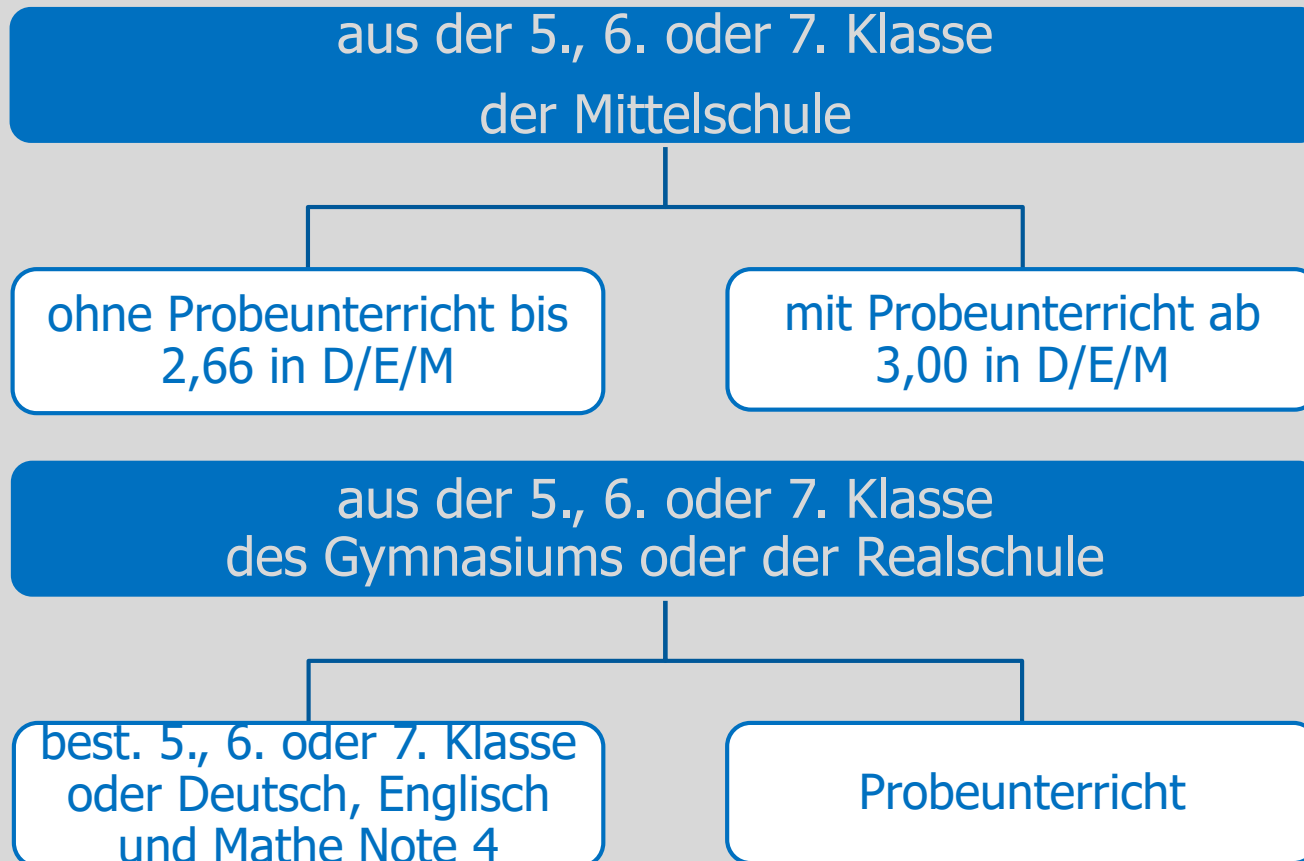 aus der 5., 6. oder 7. Klasse
der Mittelschule
ohne Probeunterricht bis
2,66 in D/E/M
mit Probeunterricht ab
3,00 in D/E/M
aus der 5., 6. oder 7. Klasse
des Gymnasiums oder der Realschule
best. 5., 6. oder 7. Klasse
oder Deutsch, Englisch
und Mathe Note 4
Probeunterricht